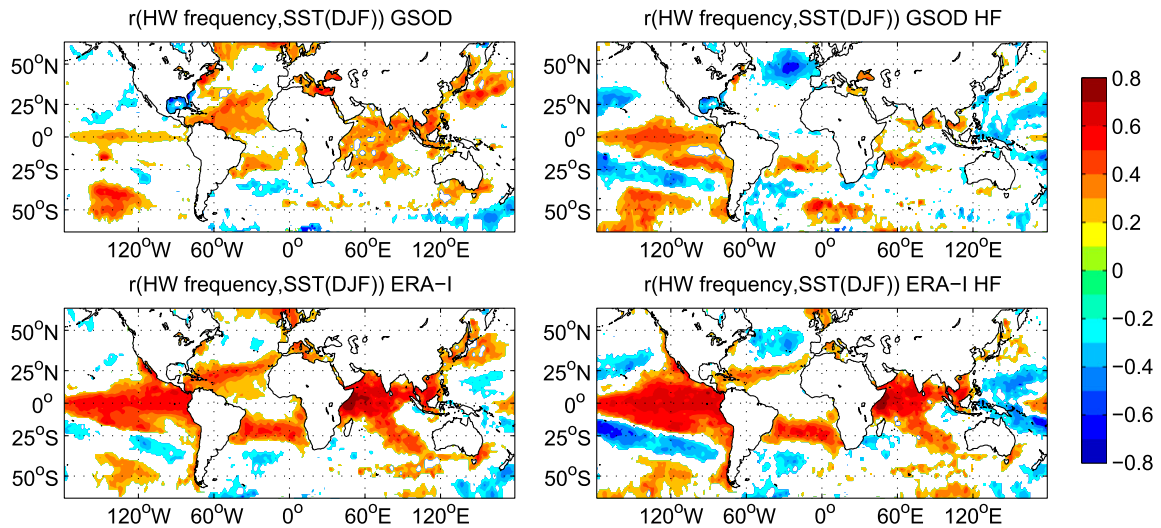 r(HW frequency,SST(DJF)) GSOD
r(HW frequency,SST(DJF)) GSOD HF
50°N
25°N
0°
25°S
50°S
120°W 60°W 0° 60°E 120°E
50°N
25°N
0°
25°S
50°S
120°W 60°W 0° 60°E 120°E
r(HW frequency,SST(DJF)) ERA−I
r(HW frequency,SST(DJF)) ERA−I HF
50°N
25°N
0°
25°S
50°S
120°W 60°W 0° 60°E 120°E
50°N
25°N
0°
25°S
50°S
120°W 60°W 0° 60°E 120°E
0.8
0.6
0.4
0.2
0
−0.2
−0.4
−0.6
−0.8